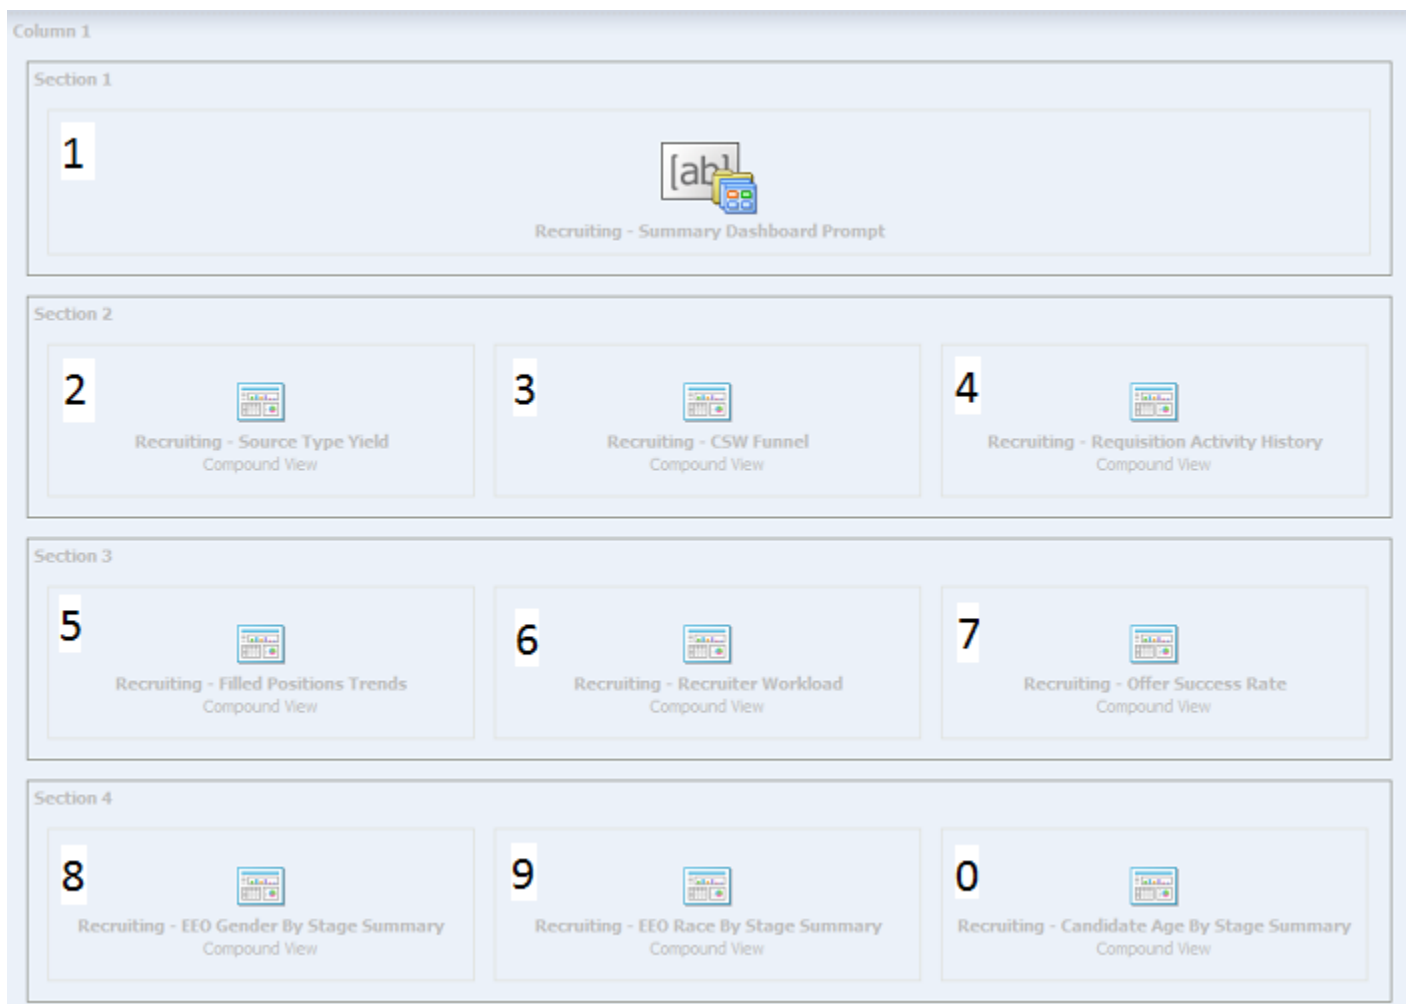 Column 1
Section 1
1
[ab]
Recruiting - Summary Dashboard Prompt
Section 2
2
Recruiting - Source Type Yield
Compound View
3
Recruiting - CSW Funnel
Compound View
4
Recruiting - Requisition Activity History
Compound View
Section 3
5
Recruiting - Filled Positions Trends
Compound View
6
Recruiting - Recruiter Workload
Compound View
7
Recruiting - Offer Success Rate
Compound View
Section 4
8
Recruiting - EEO Gender By Stage Summary
Compound View
9
Recruiting - EEO Race By Stage Summary
Compound View
0
Recruiting - Candidate Age By Stage Summary
Compound View